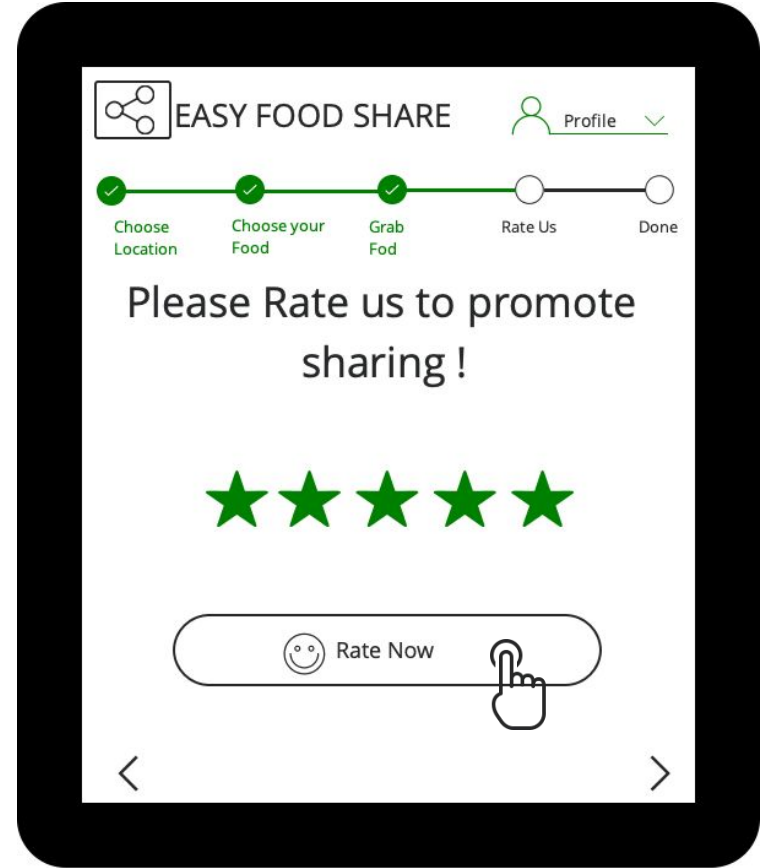 EASY FOOD SHARE
Profile
Choose
Location
Choose your
Food
Grab
Fod
Rate Us
Done
Please Rate us to promote
sharing !
Rate Now